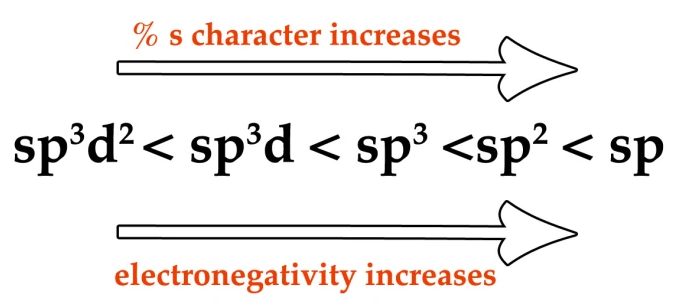 % s character increases
sp³d² < sp³d < sp³ <sp² < sp
electronegativity increases